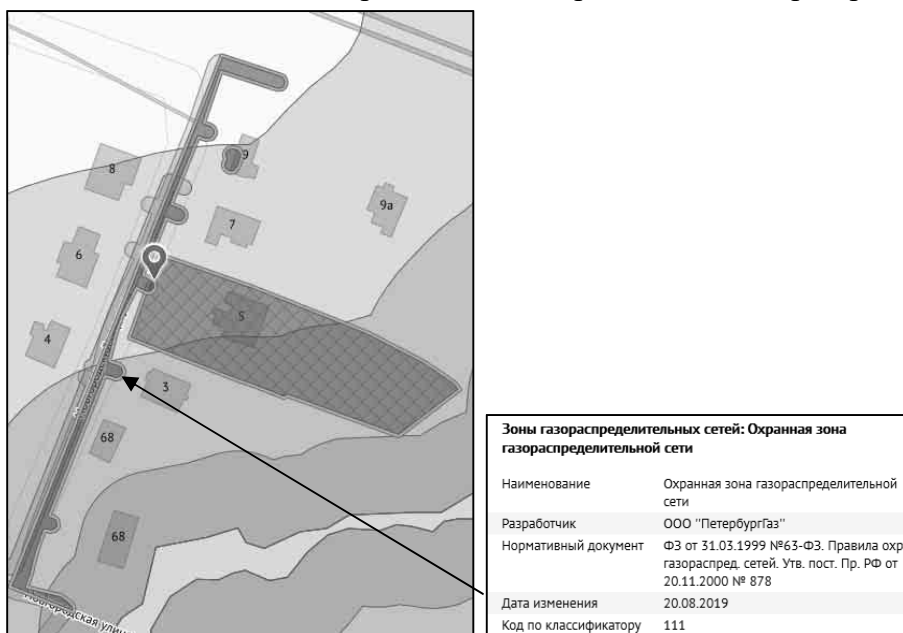 9
8
9а
7
6
5
4
3
68
68
Новгородская улиц
Зоны газораспределительных сетей: Охранная зона
газораспределительной сети
Наименование Охранная зона газораспределительной
сети
Разработчик ООО "ПетербургГаз"
Нормативный документ ФЗ от 31.03.1999 №63-ФЗ. Правила охр
газораспред. сетей. Утв. пост. Пр. РФ от
20.11.2000 № 878
Дата изменения 20.08.2019
Код по классификатору 111